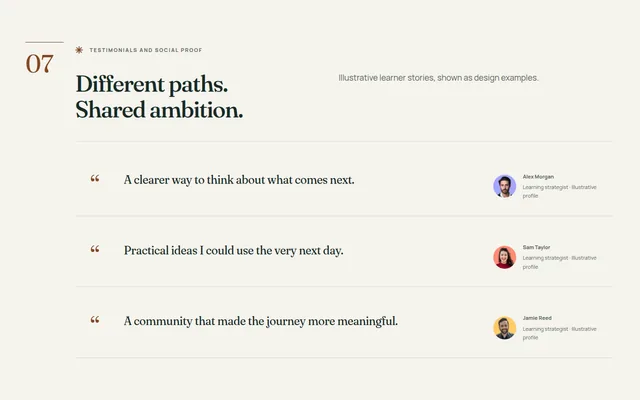 07
TESTIMONIALS AND SOCIAL PROOF
Different paths.
Shared ambition.
Illustrative learner stories, shown as design examples.
“ A clearer way to think about what comes next.
Alex Morgan
Learning strategist · Illustrative
profile
“ Practical ideas I could use the very next day.
Sam Taylor
Learning strategist · Illustrative
profile
“ A community that made the journey more meaningful.
Jamie Reed
Learning strategist · Illustrative
profile